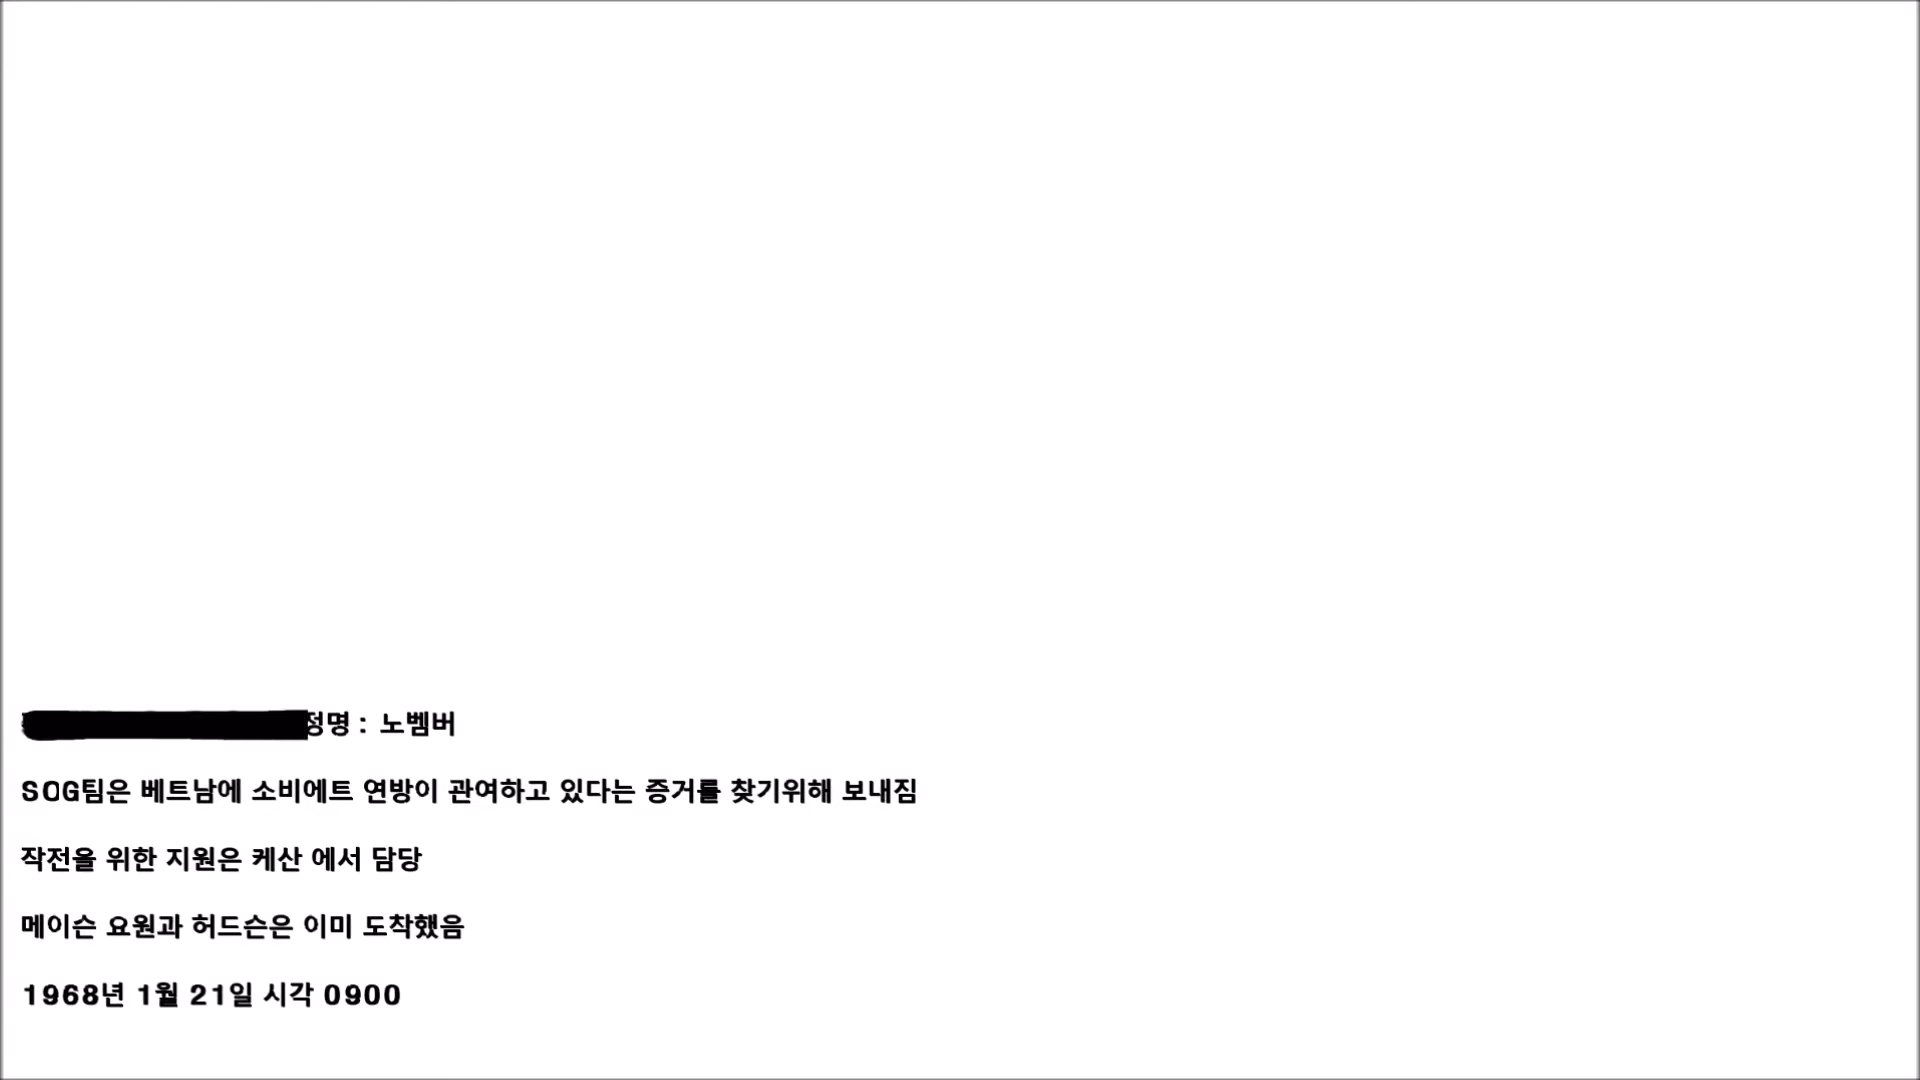 정명 : 노벰버
SOG팀은 베트남에 소비에트 연방이 관여하고 있다는 증거를 찾기위해 보내짐
작전을 위한 지원은 케산 에서 담당
메이슨 요원과 허드슨은 이미 도착했음
1968년 1월 21일 시각 0900